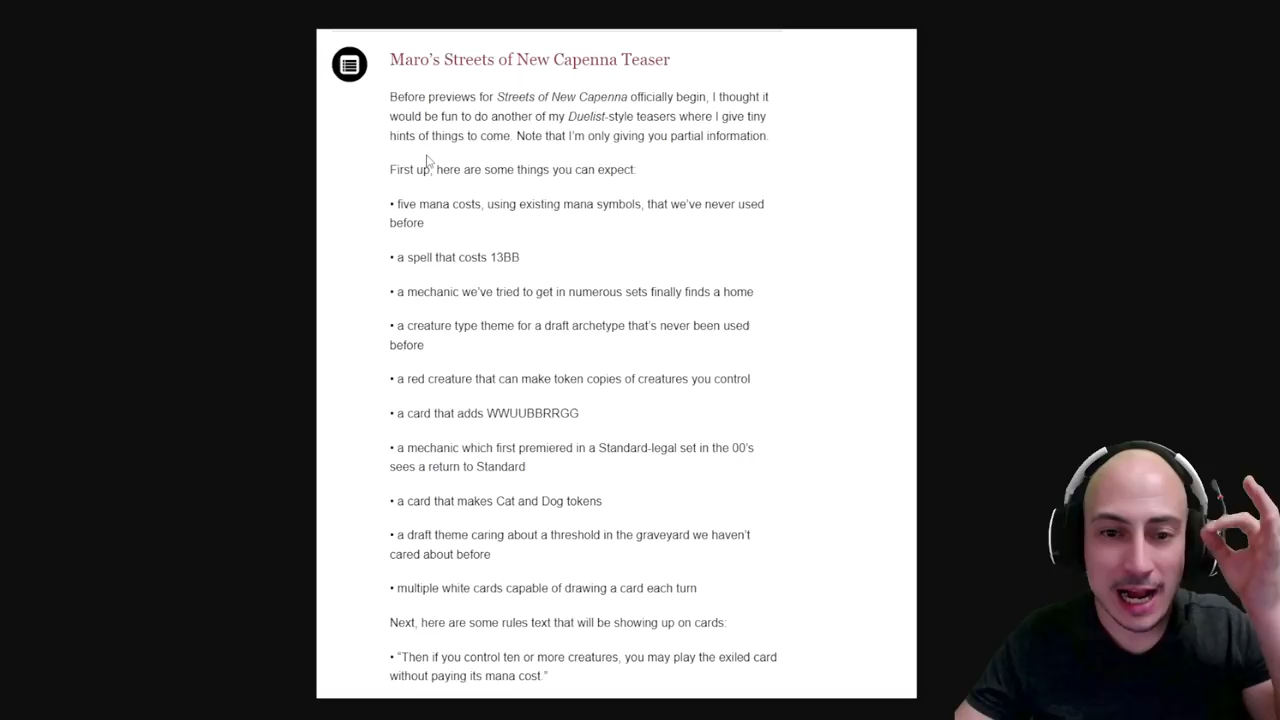 Maro's Streets of New Capenna Teaser
Before previews for Streets of New Capenna officially begin, I thought it
would be fun to do another of my Duelist-style teasers where I give tiny
hints of things to come. Note that I'm only giving you partial information.
First up, here are some things you can expect:
• five mana costs, using existing mana symbols, that we've never used
before
• a spell that costs 13BB
• a mechanic we've tried to get in numerous sets finally finds a home
• a creature type theme for a draft archetype that's never been used
before
• a red creature that can make token copies of creatures you control
• a card that adds WWUUBBRRGG
• a mechanic which first premiered in a Standard-legal set in the 00's
sees a return to Standard
• a card that makes Cat and Dog tokens
• a draft theme caring about a threshold in the graveyard we haven't
cared about before
• multiple white cards capable of drawing a card each turn
Next, here are some rules text that will be showing up on cards:
• "Then if you control ten or more creatures, you may play the exiled card
without paying its mana cost."